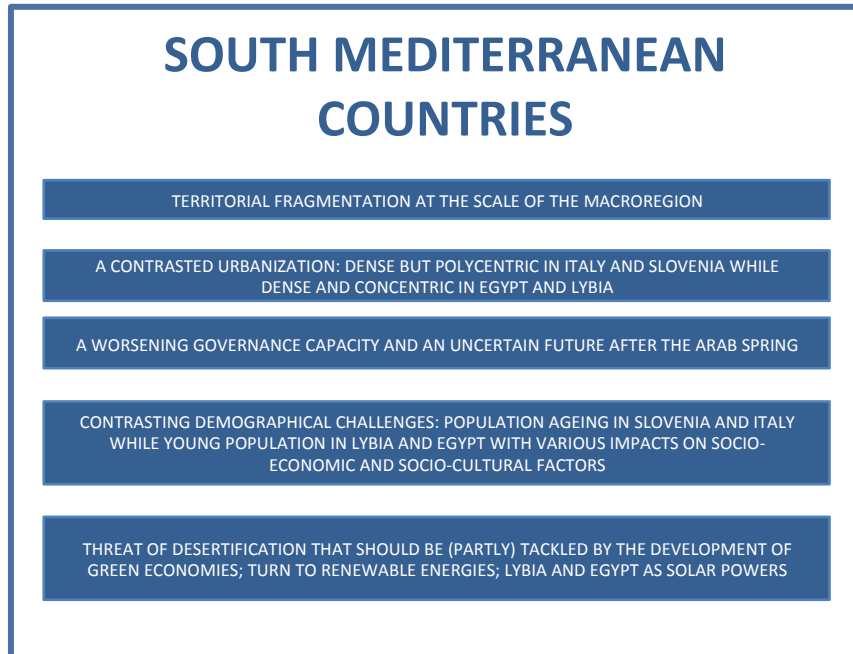 SOUTH MEDITERRANEAN
COUNTRIES
TERRITORIAL FRAGMENTATION AT THE SCALE OF THE MACROREGION
A CONTRASTED URBANIZATION: DENSE BUT POLYCENTRIC IN ITALY AND SLOVENIA WHILE
DENSE AND CONCENTRIC IN EGYPT AND LYBIA
A WORSENING GOVERNANCE CAPACITY AND AN UNCERTAIN FUTURE AFTER THE ARAB SPRING
CONTRASTING DEMOGRAPHICAL CHALLENGES: POPULATION AGEING IN SLOVENIA AND ITALY
WHILE YOUNG POPULATION IN LYBIA AND EGYPT WITH VARIOUS IMPACTS ON SOCIO-
ECONOMIC AND SOCIO-CULTURAL FACTORS
THREAT OF DESERTIFICATION THAT SHOULD BE (PARTLY) TACKLED BY THE DEVELOPMENT OF
GREEN ECONOMIES; TURN TO RENEWABLE ENERGIES; LYBIA AND EGYPT AS SOLAR POWERS